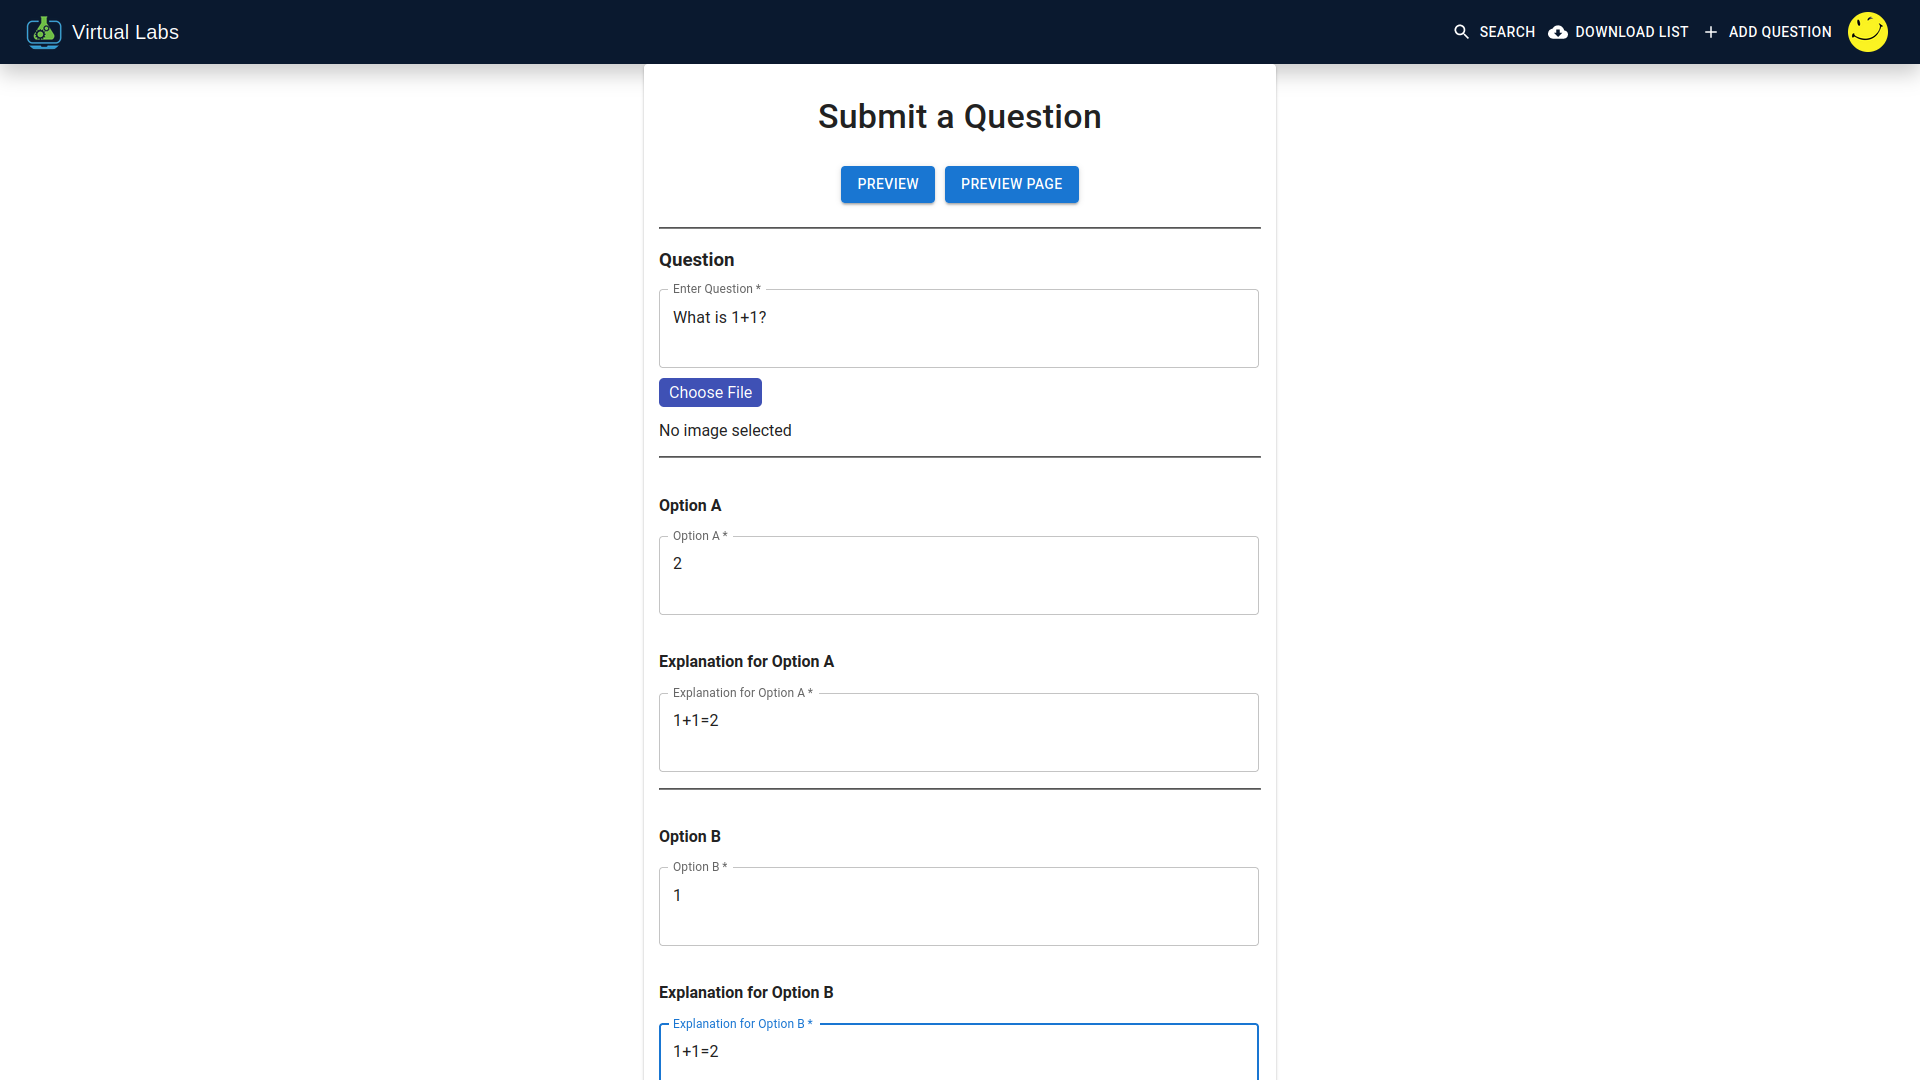 Virtual Labs
SEARCH
DOWNLOAD LIST
ADD QUESTION
Submit a Question
PREVIEW
PREVIEW PAGE
Question
Enter Question *
What is 1+1?
Choose File
No image selected
Option A
Option A *
2
Explanation for Option A
Explanation for Option A *
1+1=2
Option B
Option B *
1
Explanation for Option B
Explanation for Option B *
1+1=2